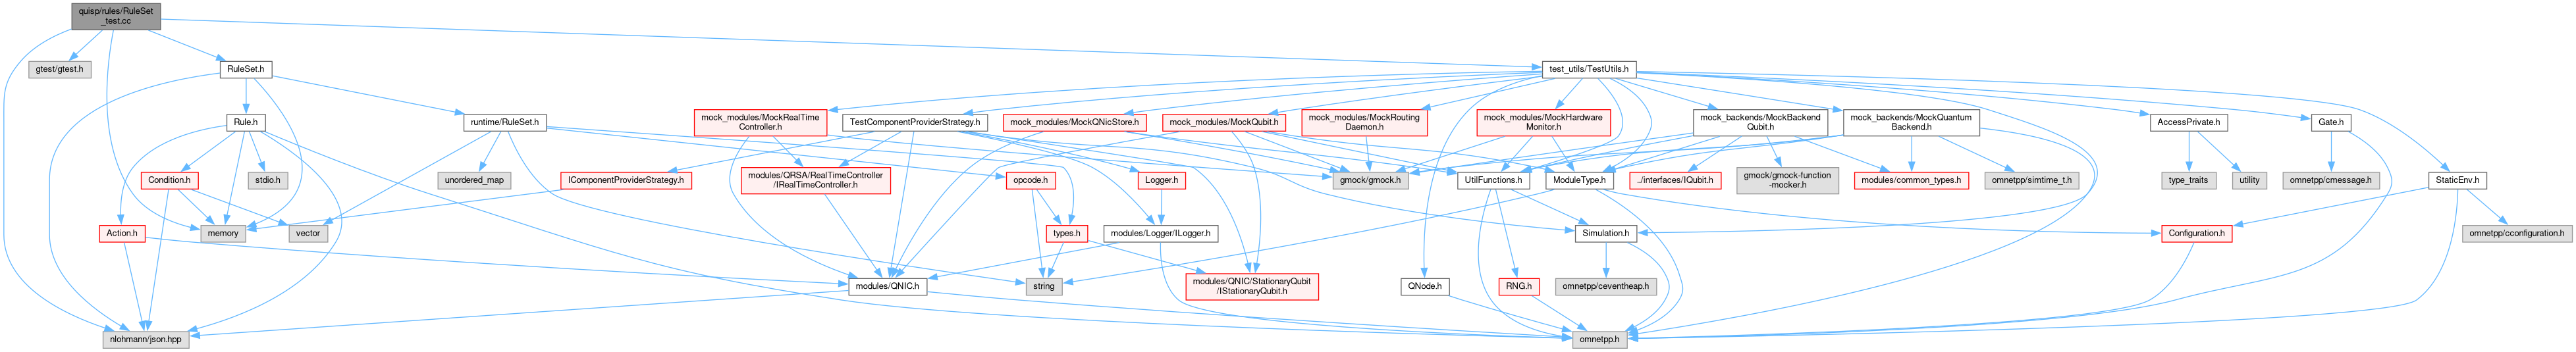 quisp/rules/RuleSet
_test.cc
gtest/gtest.h
RuleSet.h
test_utils/TestUtils.h
Rule.h
runtime/RuleSet.h
mock_modules/MockRealTime
Controller.h
TestComponentProviderStrategy.h
mock_modules/MockQNicStore.h
mock_modules/MockQubit.h
mock_modules/MockRouting
Daemon.h
mock_modules/MockHardware
Monitor.h
mock_backends/MockBackend
Qubit.h
mock_backends/MockQuantum
Backend.h
AccessPrivate.h
Gate.h
Condition.h
stdio.h
unordered_map
IComponentProviderStrategy.h
modules/QRSA/RealTimeController
/IRealTimeController.h
opcode.h
Logger.h
gmock/gmock.h
UtilFunctions.h
ModuleType.h
../interfaces/IQubit.h
gmock/gmock-function
-mocker.h
modules/common_types.h
omnetpp/simtime_t.h
type_traits
utility
omnetpp/cmessage.h
StaticEnv.h
Action.h
memory
vector
types.h
modules/Logger/ILogger.h
Simulation.h
Configuration.h
omnetpp/cconfiguration.h
modules/QNIC.h
string
modules/QNIC/StationaryQubit
/IStationaryQubit.h
QNode.h
RNG.h
omnetpp/ceventheap.h
nlohmann/json.hpp
omnetpp.h